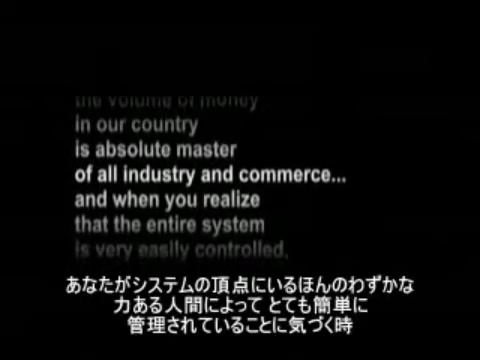 the volume of money
in our country
is absolute master
of all industry and commerce...
and when you realize
that the entire system
is very easily controlled,
あなたがシステムの頂点にいるほんのわずかな
力ある人間によって とても簡単に
管理されていることに気づく時